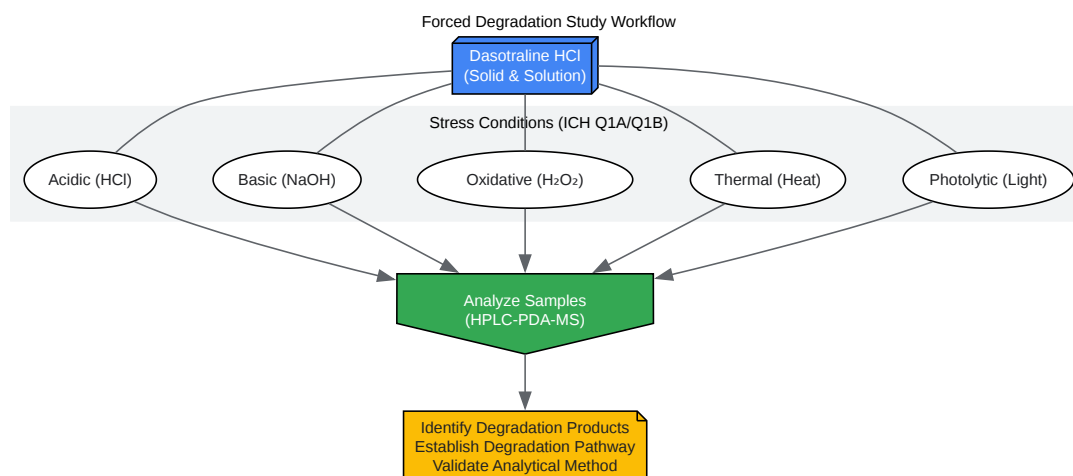 Forced Degradation Study Workflow
Dasotraline HCl
(Solid & Solution)
Stress Conditions (ICH Q1A/Q1B)
Acidic (HCl)
Basic (NaOH)
Oxidative (H₂O₂)
Thermal (Heat)
Photolytic (Light)
Analyze Samples
(HPLC-PDA-MS)
Identify Degradation Products
Establish Degradation Pathway
Validate Analytical Method